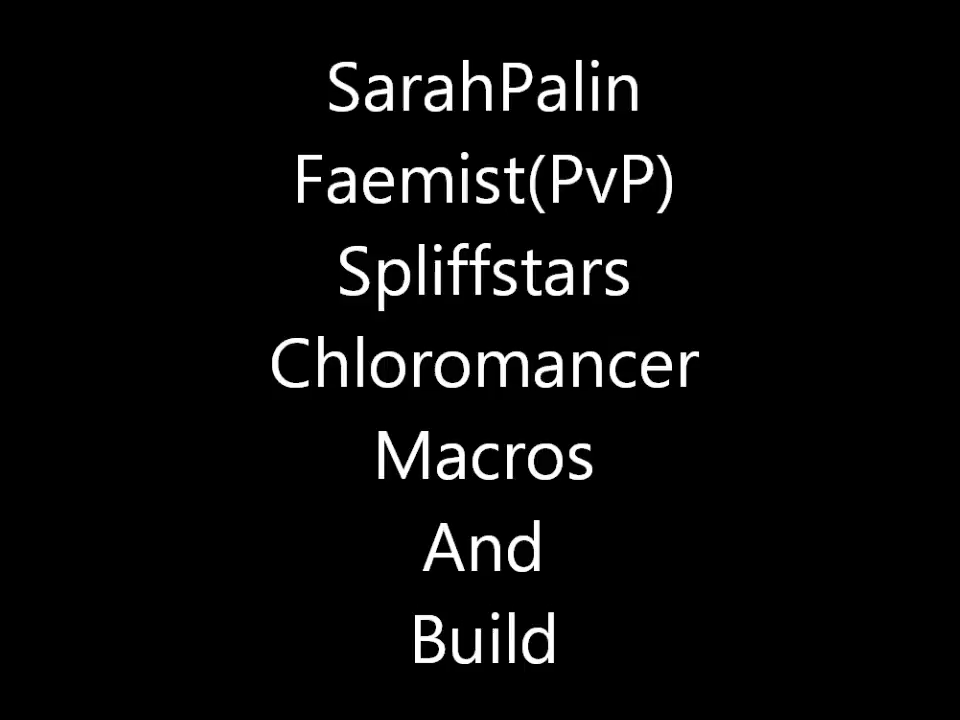 SarahPalin
Faemist(PvP)
Spliffstars
Chloromancer
Macros
And
Build